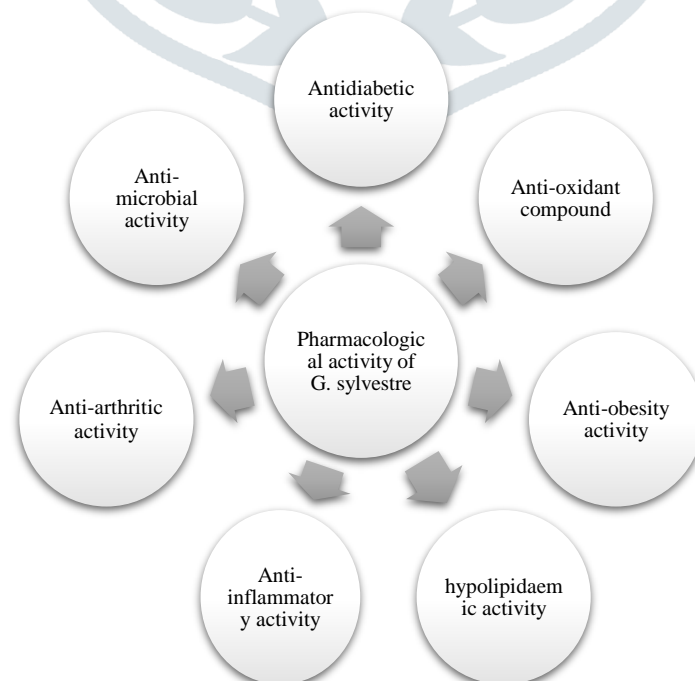 Antidiabetic
activity
Anti-oxidant
compound
Anti-obesity
activity
hypolipidaem
ic activity
Anti-
inflammator
y activity
Anti-arthritic
activity
Anti-
microbial
activity
Pharmacologic
al activity of
G. sylvestre